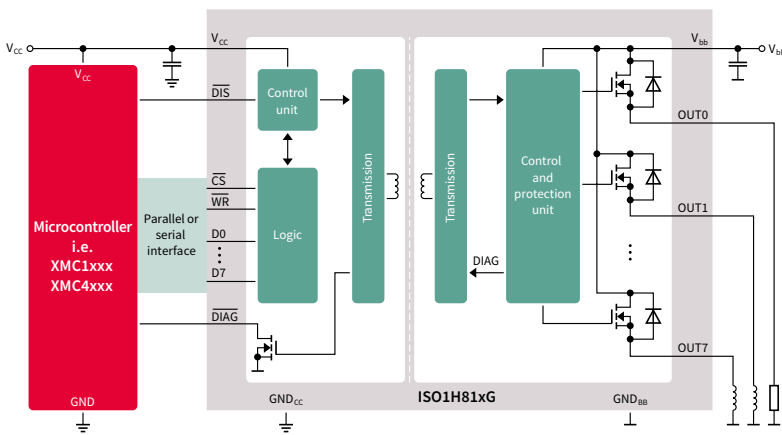 VCC
VCC
VCC
Vbb
Vb
DIS
Control
unit
OUT0
Transmission
Transmission
Control
and
protection
unit
CS
WR
D0
D7
Parallel or
serial
interface
Logic
OUT1
Microcontroller
i.e.
XMC1xxx
XMC4xxx
DIAG
DIAG
OUT7
GND
GNDCC
ISO1H81xG
GNDBB